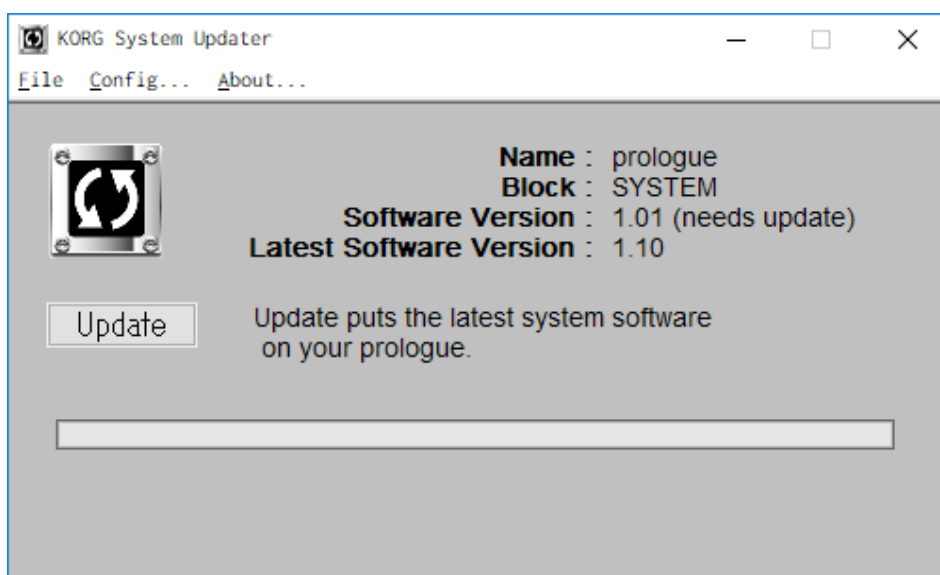 KORG System Updater
File Config... About...
Name : prologue
Block : SYSTEM
Software Version : 1.01 (needs update)
Latest Software Version : 1.10
Update
Update puts the latest system software
on your prologue.